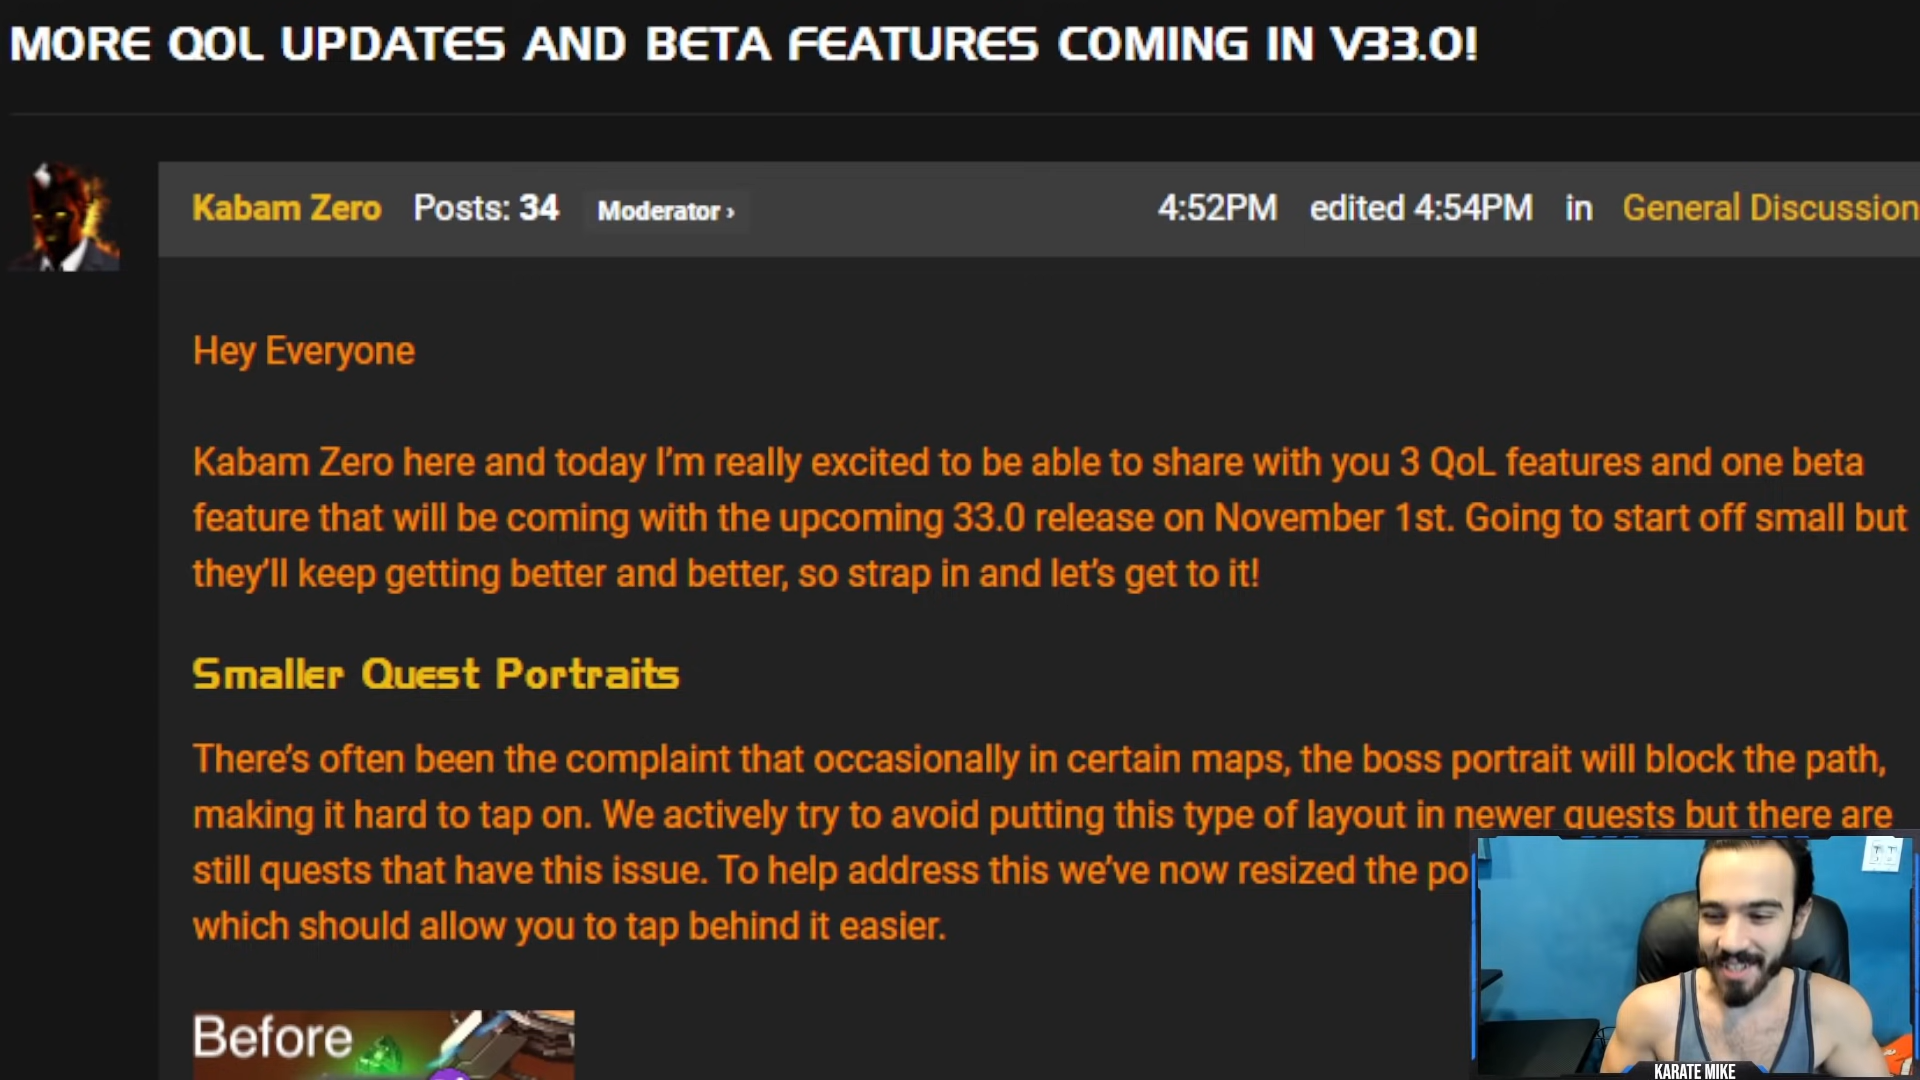 MORE QOL UPDATES AND BETA FEATURES COMING IN V33.0!
Kabam Zero Posts: 34 Moderator › 4:52PM edited 4:54PM in General Discussion
Hey Everyone
Kabam Zero here and today I'm really excited to be able to share with you 3 QoL features and one beta
feature that will be coming with the upcoming 33.0 release on November 1st. Going to start off small but
they'll keep getting better and better, so strap in and let's get to it!
Smaller Quest Portraits
There's often been the complaint that occasionally in certain maps, the boss portrait will block the path,
making it hard to tap on. We actively try to avoid putting this type of layout in newer quests but there are
still quests that have this issue. To help address this we've now resized the po
which should allow you to tap behind it easier.
Before
KARATE MIKE